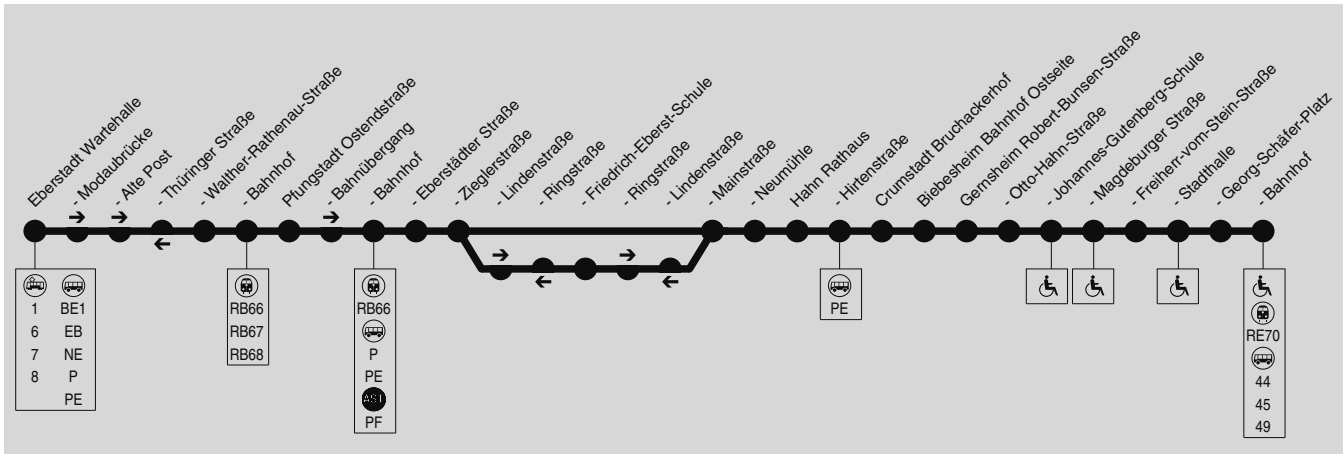 Eberstadt Wartehalle
- Modaubrücke
- Alte Post
- Thüringer Straße
- Walther-Rathenau-Straße
- Bahnhof
Pfungstadt Ostendstraße
- Bahnübergang
- Bahnhof
- Eberstädter Straße
- Zieglerstraße
- Lindenstraße
- Ringstraße
- Friedrich-Eberst-Schule
- Ringstraße
- Lindenstraße
- Mainstraße
- Neumühle
Hahn Rathaus
- Hirtenstraße
Crumstadt Bruchackerhof
Biebesheim Bahnhof Ostseite
Gernsheim Robert-Bunsen-Straße
- Otto-Hahn-Straße
- Johannes-Gutenberg-Schule
- Magdeburger Straße
- Freiherr-vom-Stein-Straße
- Stadthalle
- Georg-Schäfer-Platz
- Bahnhof
1 BE1
6 EB
7 NE
8 P
PE
RB66
RB67
RB68
RB66
P
PE
AST
PF
PE
RE70
44
45
49